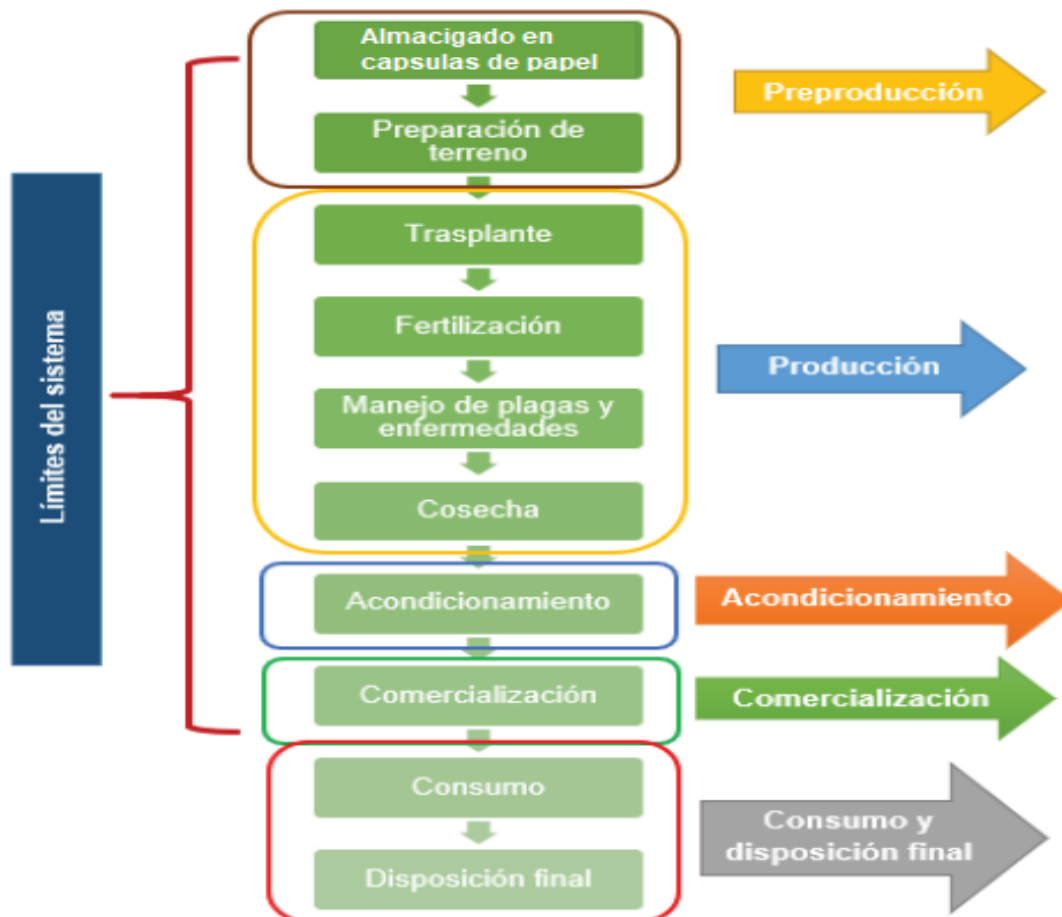 Límites del sistema
Almacigado en
capsulas de papel
Preparación de
terreno
Preproducción
Trasplante
Fertilización
Manejo de plagas y
enfermedades
Cosecha
Producción
Acondicionamiento
Acondicionamiento
Comercialización
Comercialización
Consumo
Disposición final
Consumo y
disposición final